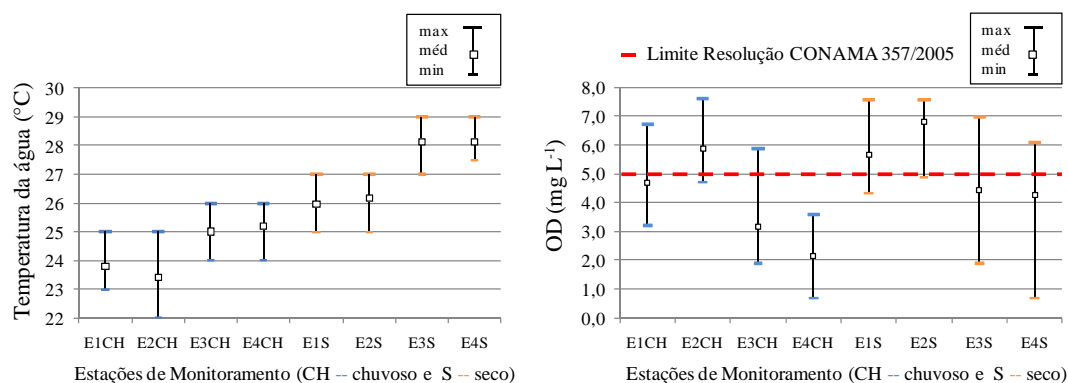 max
méd
min
Temperatura da água (°C)
30
29
28
27
26
25
24
23
22
E1CH E2CH E3CH E4CH E1S E2S E3S E4S
Estações de Monitoramento (CH -- chuvoso e S -- seco)
Limite Resolução CONAMA 357/2005
max
méd
min
OD (mg L⁻¹)
8,0
7,0
6,0
5,0
4,0
3,0
2,0
1,0
0,0
E1CH E2CH E3CH E4CH E1S E2S E3S E4S
Estações de Monitoramento (CH -- chuvoso e S -- seco)